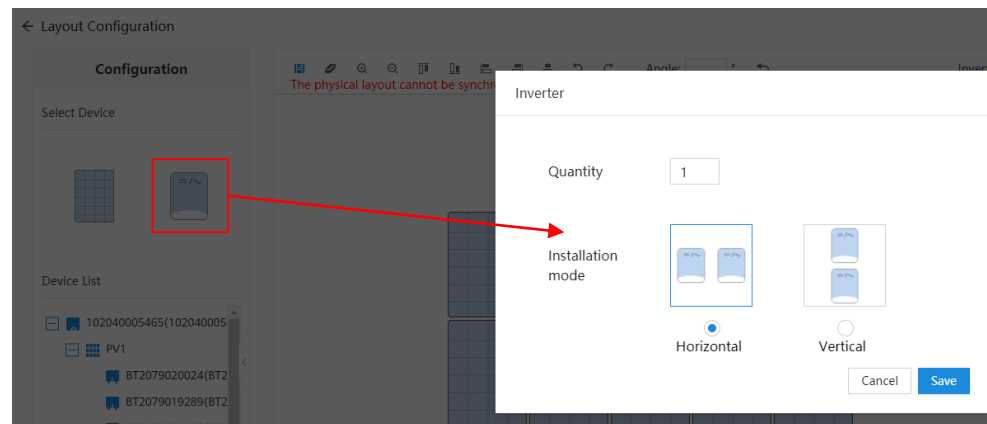 Layout Configuration
Configuration
Select Device
Device List
102040005465(102040005
PV1
BT2079020024(BT2
BT2079019289(BT2
Angle:
°
The physical layout cannot be synchr
Inverter
Quantity
1
Installation
mode
Horizontal
Vertical
Cancel
Save